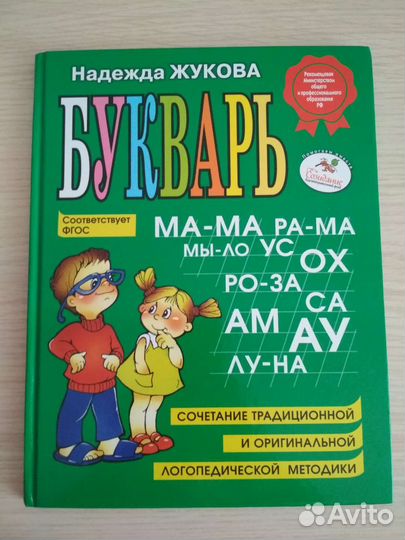 Надежда ЖУКОВА
Рекомендовано
Министерством
общего
и профессионального
образования
РФ
БУКВАРЬ
Соответствует
ФГОС
МА-МА РА-МА
МЫ-ЛО УС
ОХ
РО-ЗА
СА
АМ АУ
ЛУ-НА
СОЧЕТАНИЕ ТРАДИЦИОННОЙ
И ОРИГИНАЛЬНОЙ
ЛОГОПЕДИЧЕСКОЙ МЕТОДИКИ
Avito